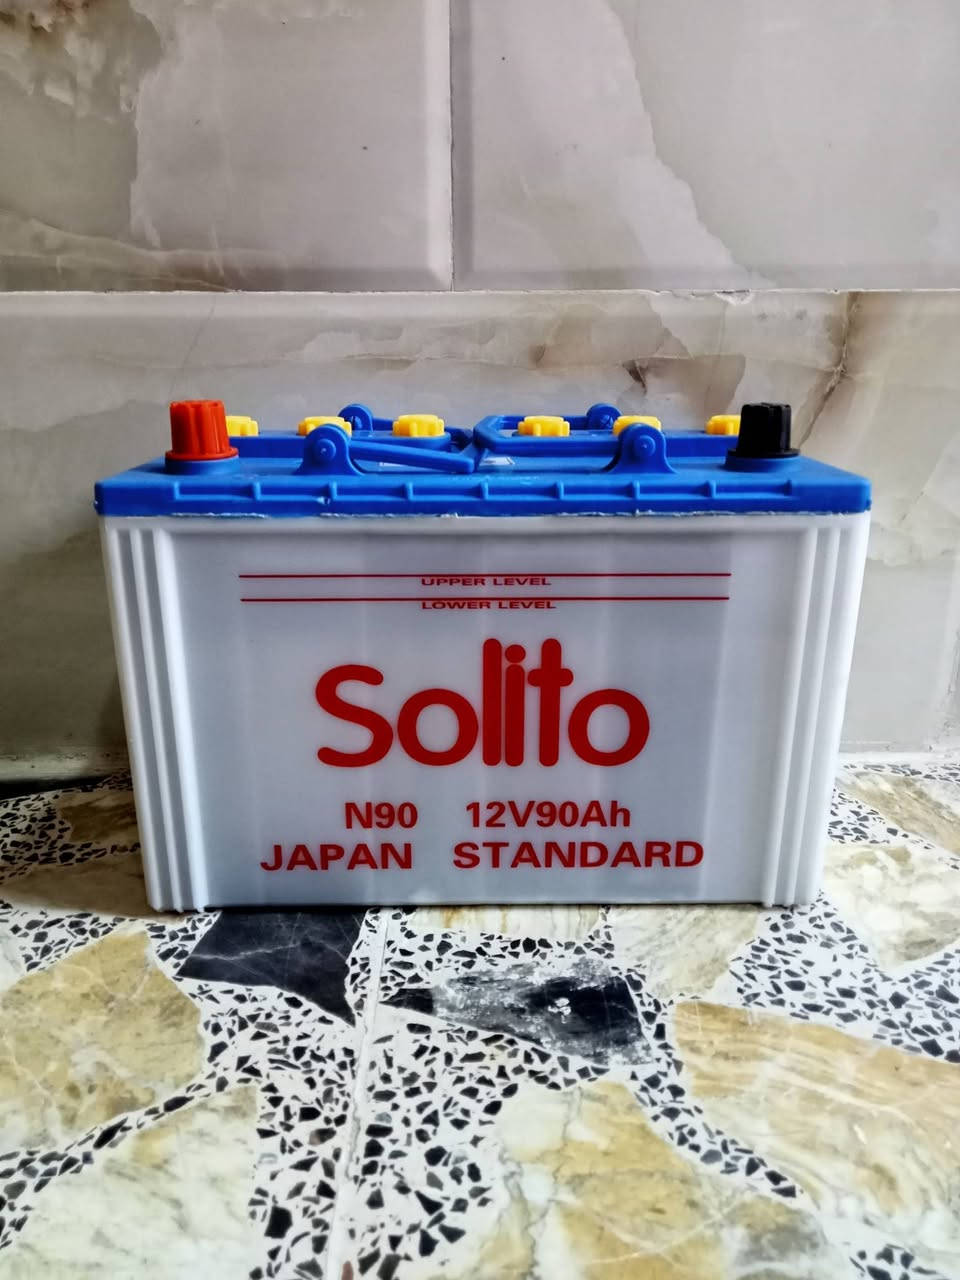 UPPER LEVEL
LOWER LEVEL
Solito
N90 12V90Ah
JAPAN STANDARD